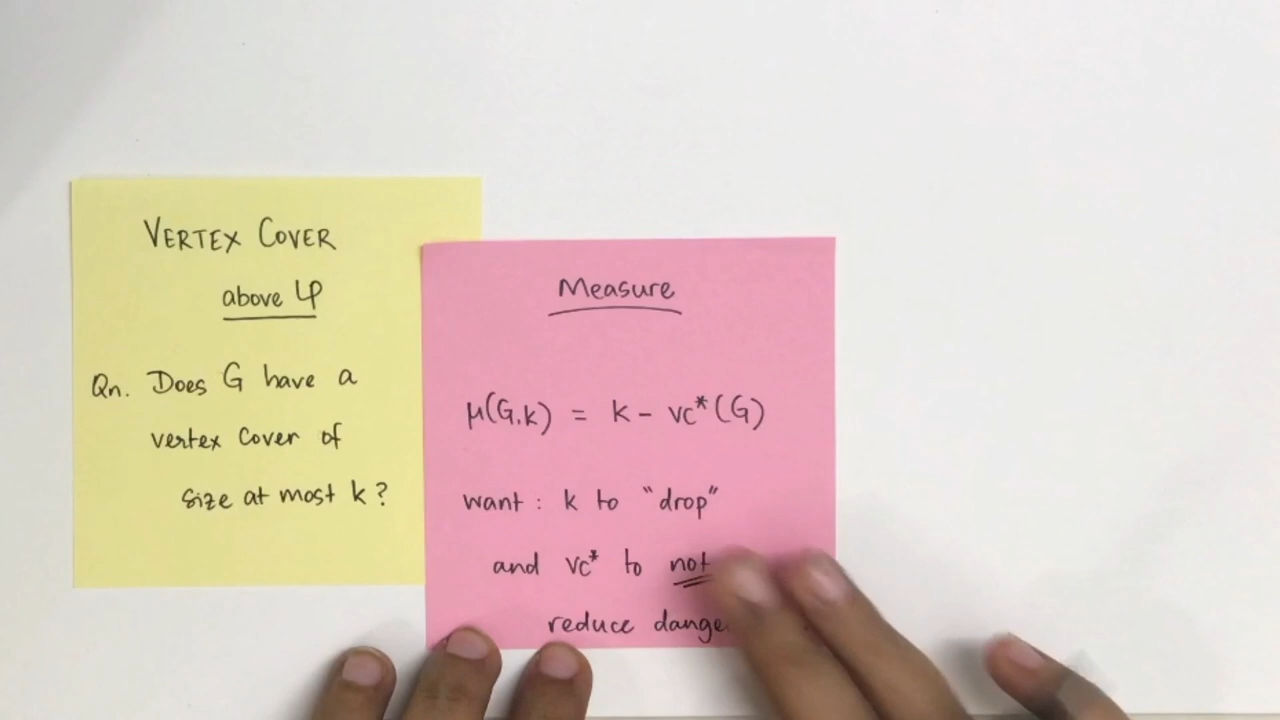 VERTEX COVER
above LP
Qn. Does G have a
vertex cover of
size at most k?
Measure
μ(G,k) = k - vc*(G)
want: k to "drop"
and vc* to not
reduce